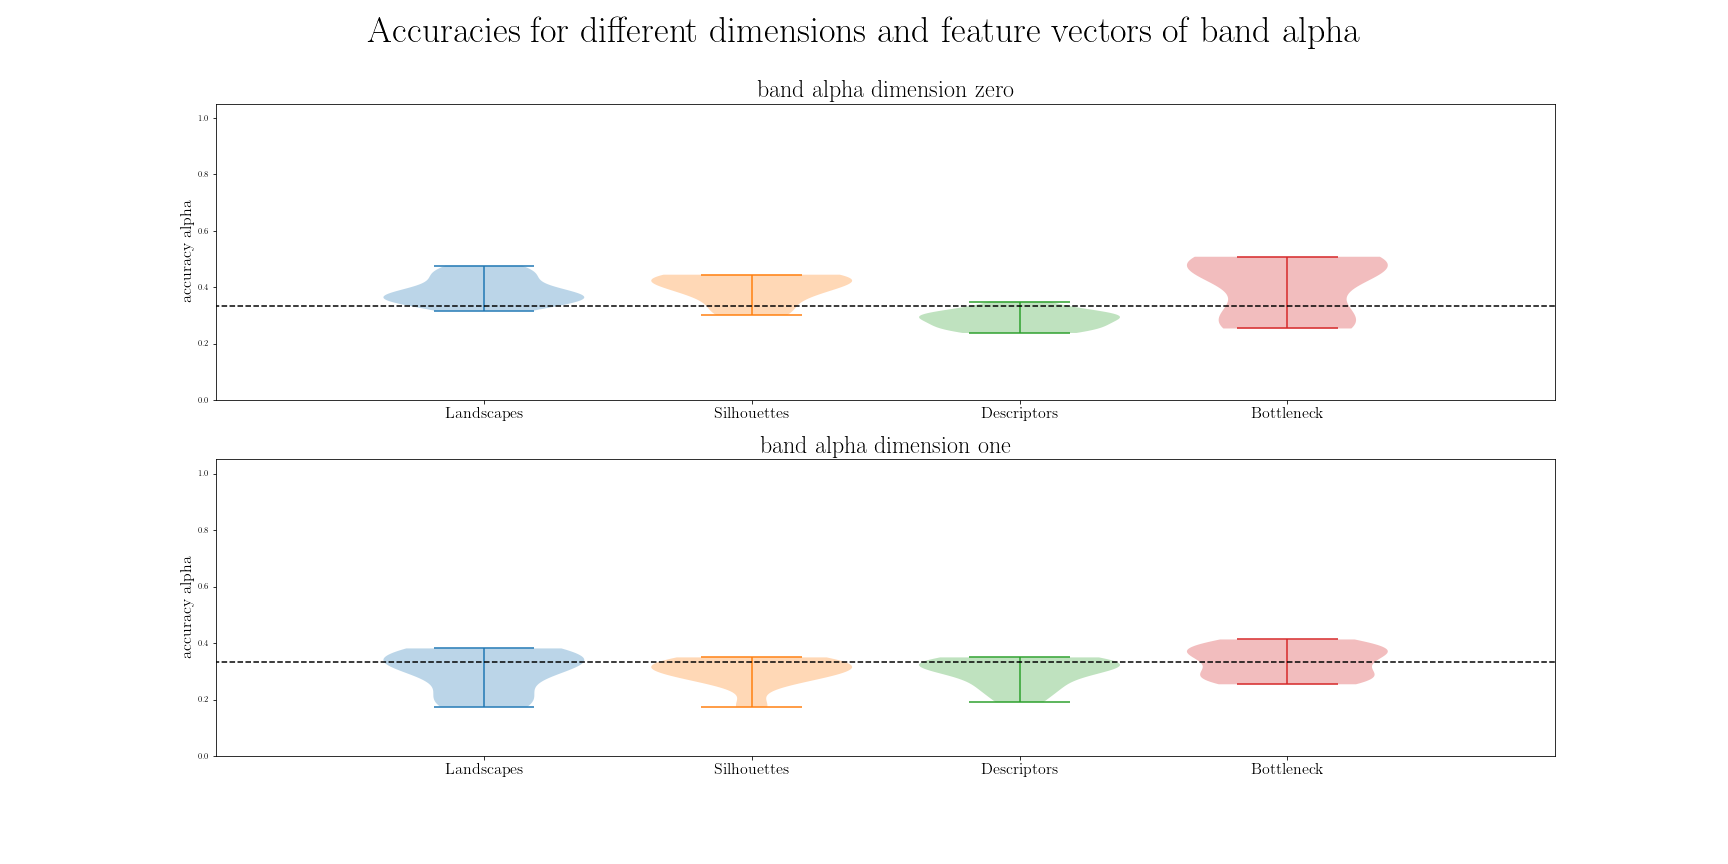 Accuracies for different dimensions and feature vectors of band alpha
band alpha dimension zero
accuracy alpha
1.0
0.8
0.6
0.4
0.2
0.0
Landscapes Silhouettes Descriptors Bottleneck
band alpha dimension one
accuracy alpha
1.0
0.8
0.6
0.4
0.2
0.0
Landscapes Silhouettes Descriptors Bottleneck